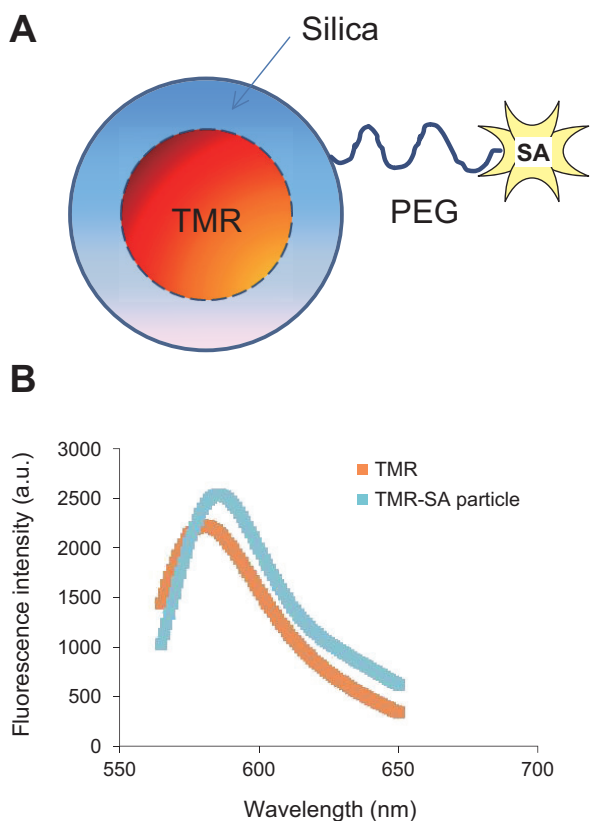 A
Silica
TMR
SA
PEG
B
Fluorescence intensity (a.u.)
3000
2500
2000
1500
1000
500
0
TMR
TMR-SA particle
550
600
650
700
Wavelength (nm)